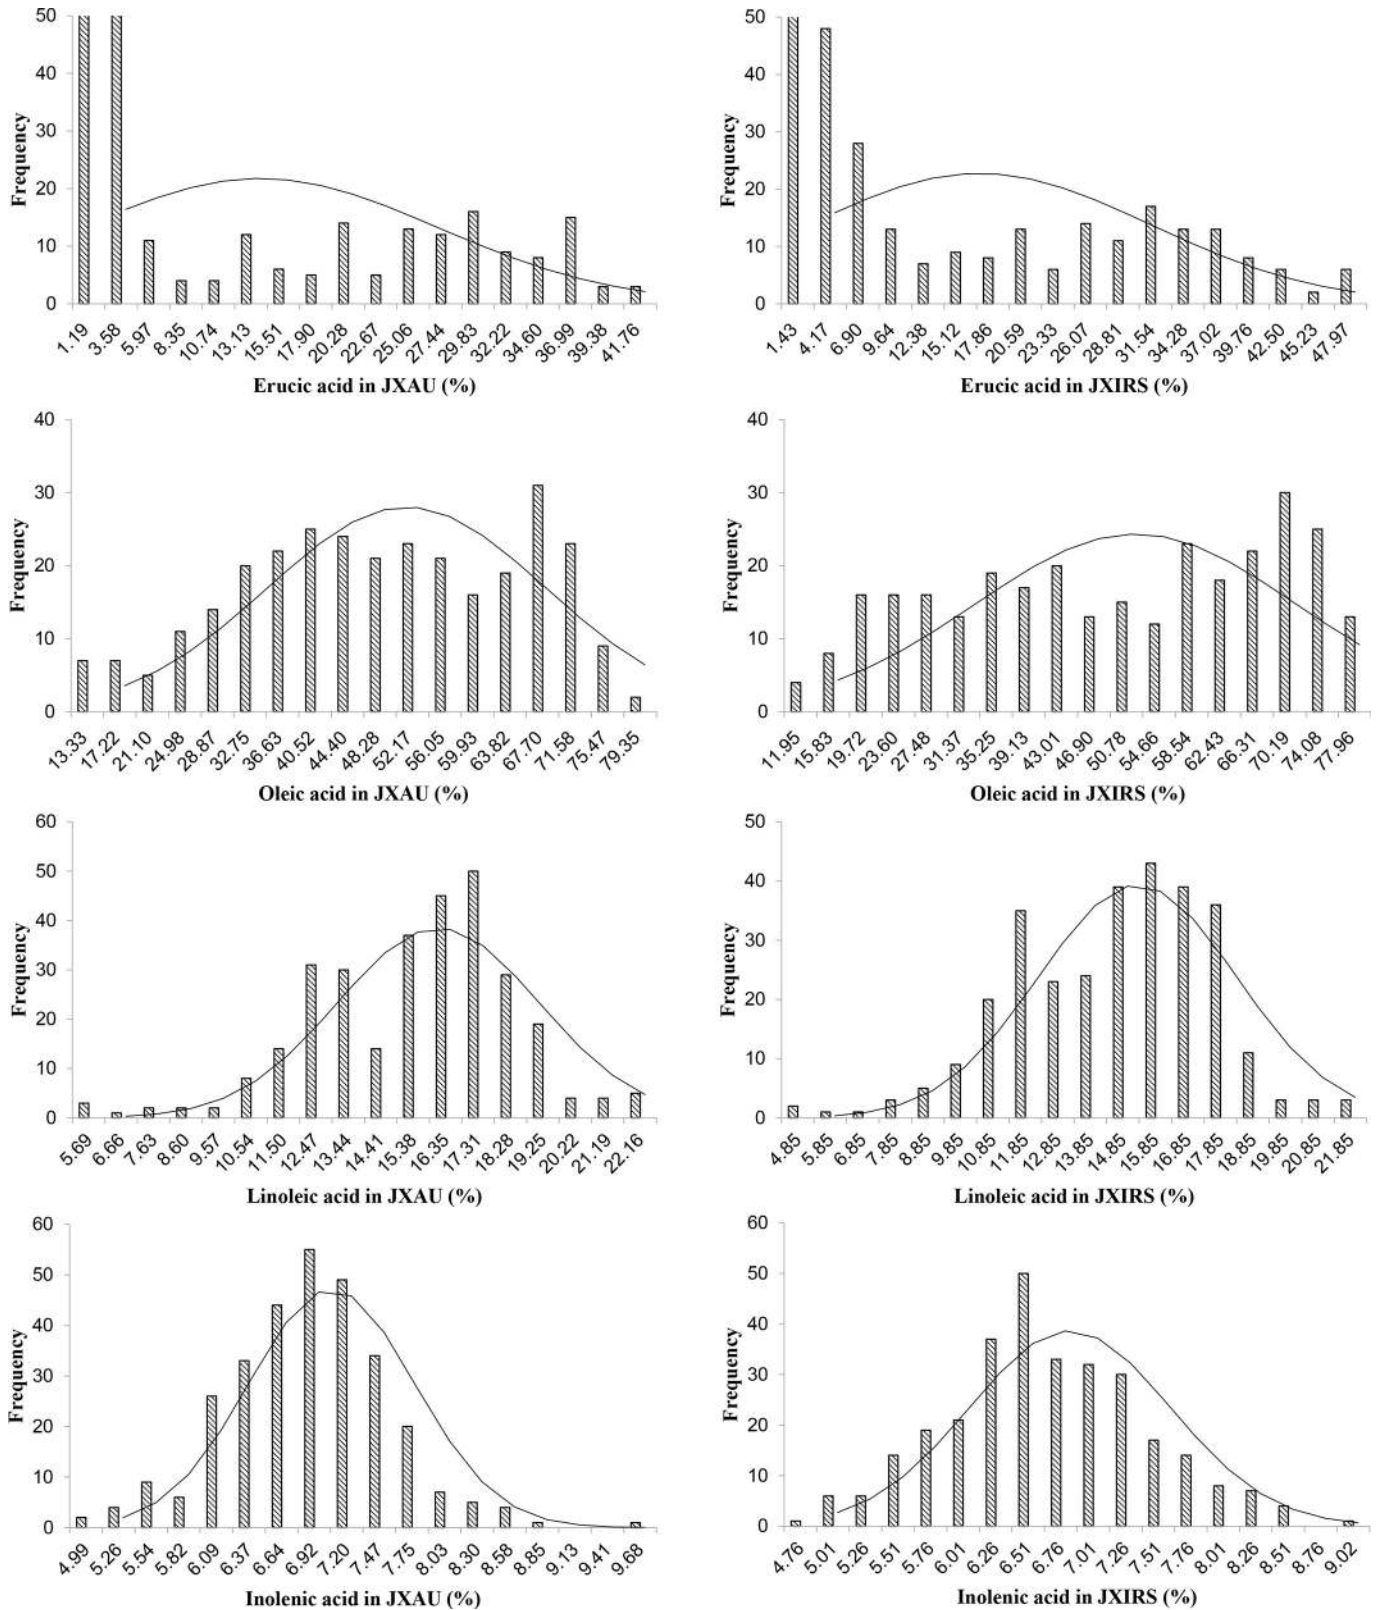 50
40
30
20
10
0
Frequency
1.19 3.58 5.97 8.35 10.74 13.13 15.51 17.90 20.28 22.67 25.06 27.44 29.83 32.22 34.60 36.99 39.38 41.76
Erucic acid in JXAU (%)
50
40
30
20
10
0
Frequency
1.43 4.17 6.90 9.64 12.38 15.12 17.86 20.59 23.33 26.07 28.81 31.54 34.28 37.02 39.76 42.50 45.23 47.97
Erucic acid in JXIRS (%)
40
30
20
10
0
Frequency
13.33 17.22 21.10 24.98 28.87 32.75 36.63 40.52 44.40 48.28 52.17 56.05 59.93 63.82 67.70 71.58 75.47 79.35
Oleic acid in JXAU (%)
40
30
20
10
0
Frequency
11.95 15.83 19.72 23.60 27.48 31.37 35.25 39.13 43.01 46.90 50.78 54.66 58.54 62.43 66.31 70.19 74.08 77.96
Oleic acid in JXIRS (%)
60
50
40
30
20
10
0
Frequency
5.69 6.66 7.63 8.60 9.57 10.54 11.50 12.47 13.44 14.41 15.38 16.35 17.31 18.28 19.25 20.22 21.19 22.16
Linoleic acid in JXAU (%)
50
40
30
20
10
0
Frequency
4.85 5.85 6.85 7.85 8.85 9.85 10.85 11.85 12.85 13.85 14.85 15.85 16.85 17.85 18.85 19.85 20.85 21.85
Linoleic acid in JXIRS (%)
60
50
40
30
20
10
0
Frequency
4.99 5.26 5.54 5.82 6.09 6.37 6.64 6.92 7.20 7.47 7.75 8.03 8.30 8.58 8.85 9.13 9.41 9.68
Inolenic acid in JXAU (%)
60
50
40
30
20
10
0
Frequency
4.76 5.01 5.26 5.51 5.76 6.01 6.26 6.51 6.76 7.01 7.26 7.51 7.76 8.01 8.26 8.51 8.76 9.02
Inolenic acid in JXIRS (%)